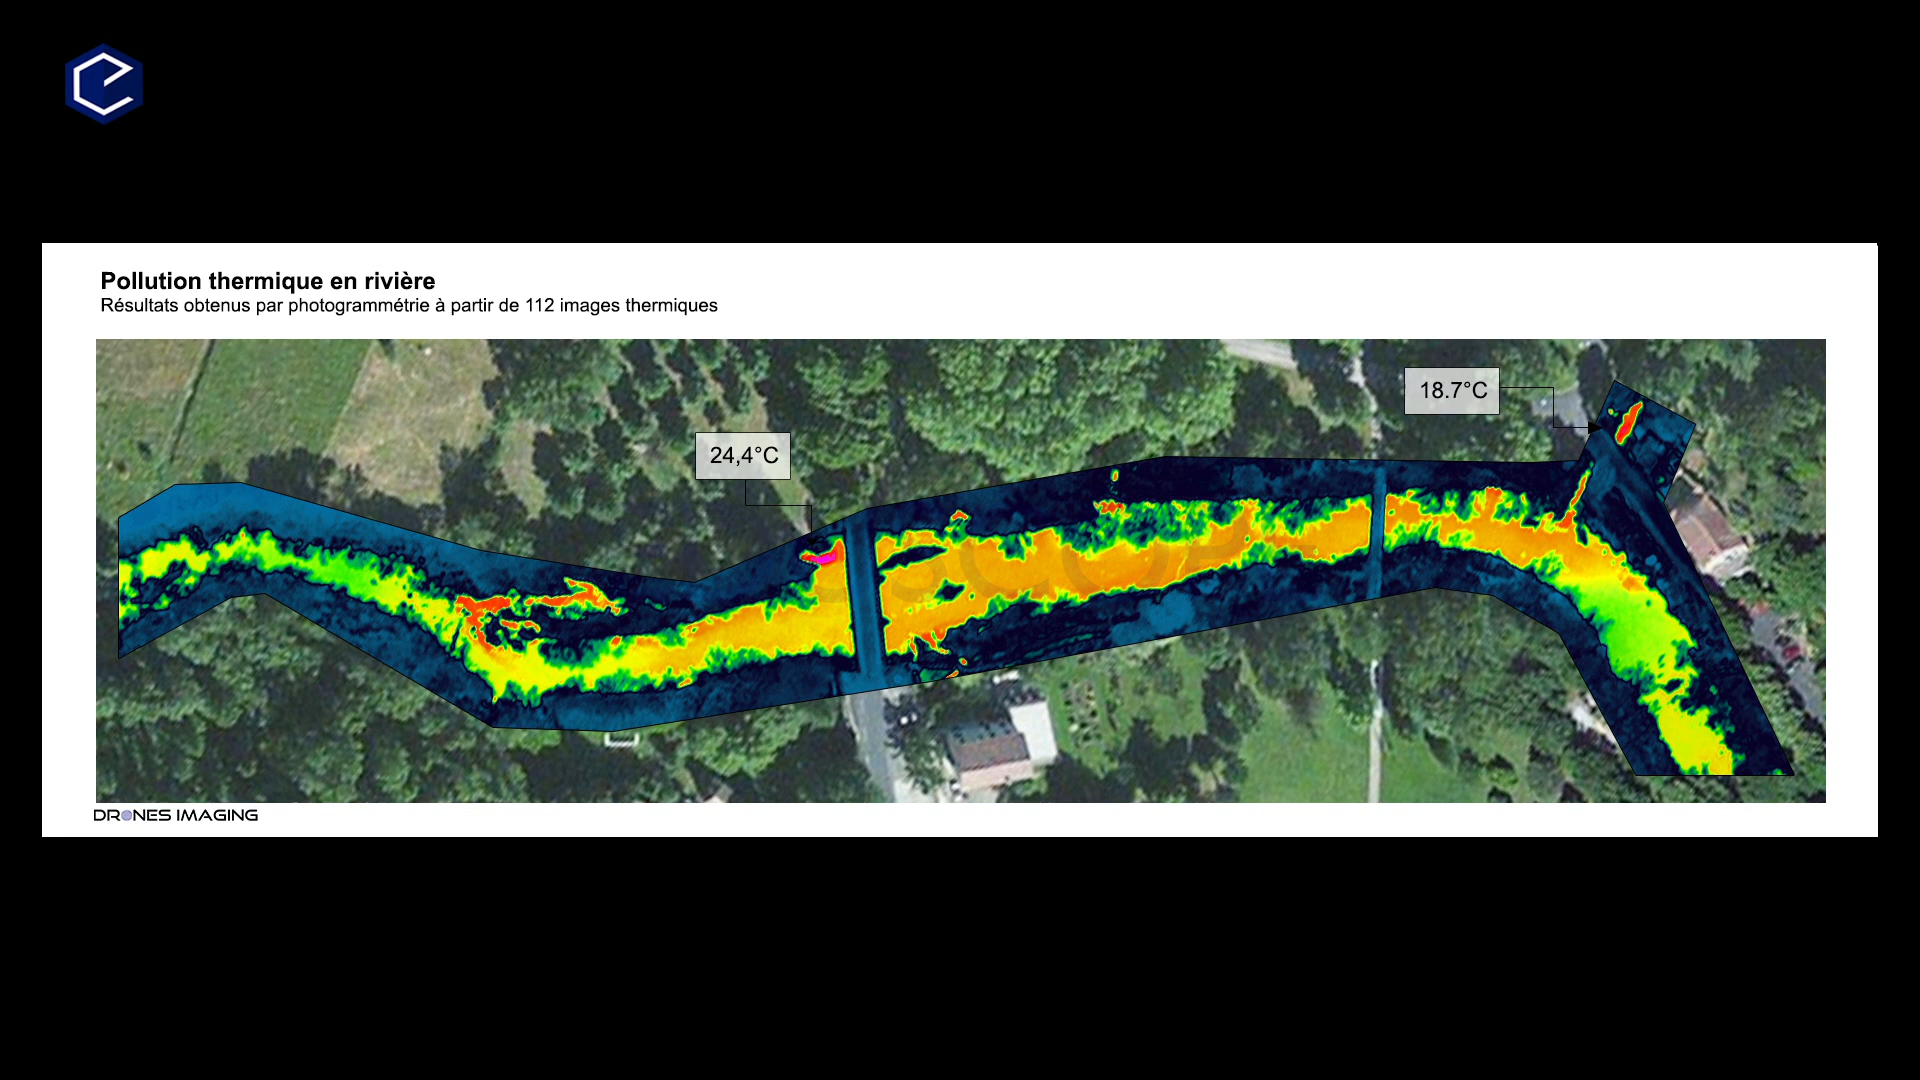 Pollution thermique en rivière
Résultats obtenus par photogrammétrie à partir de 112 images thermiques
18.7°C
24,4°C
DRONES IMAGING